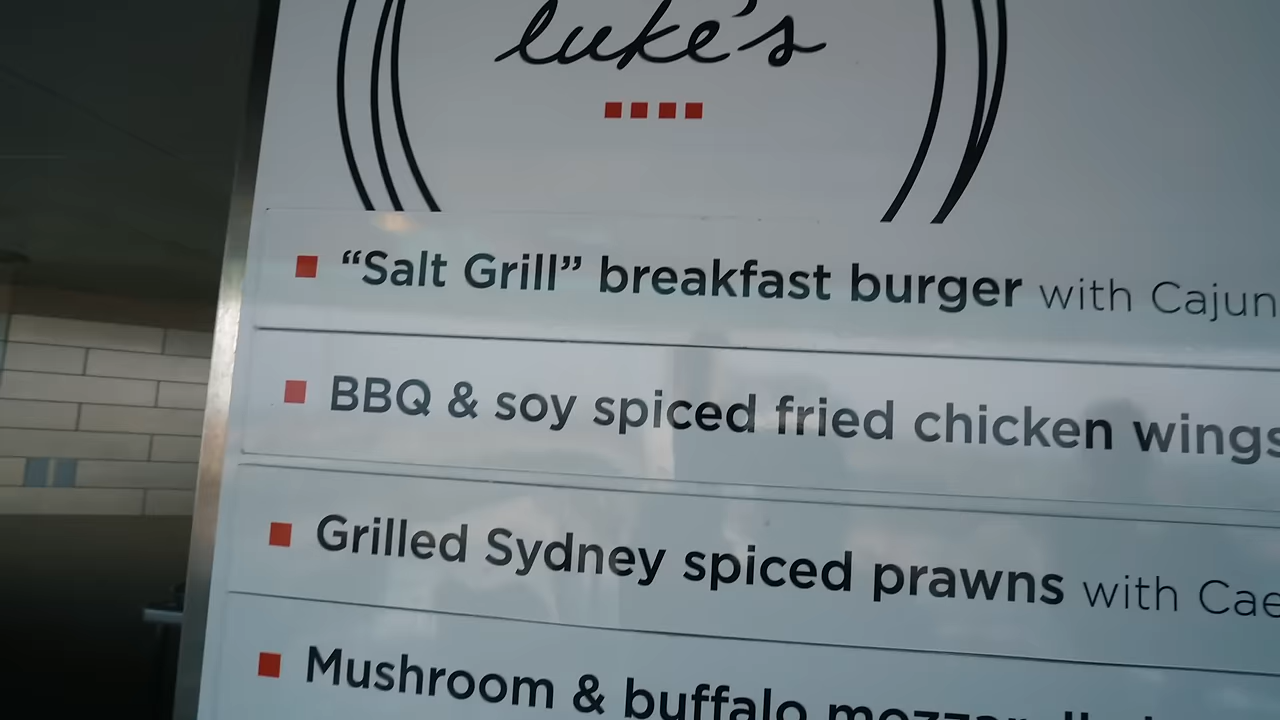 luke's
“Salt Grill” breakfast burger with Cajun
BBQ & soy spiced fried chicken wings
Grilled Sydney spiced prawns with Cae
Mushroom & buffalo